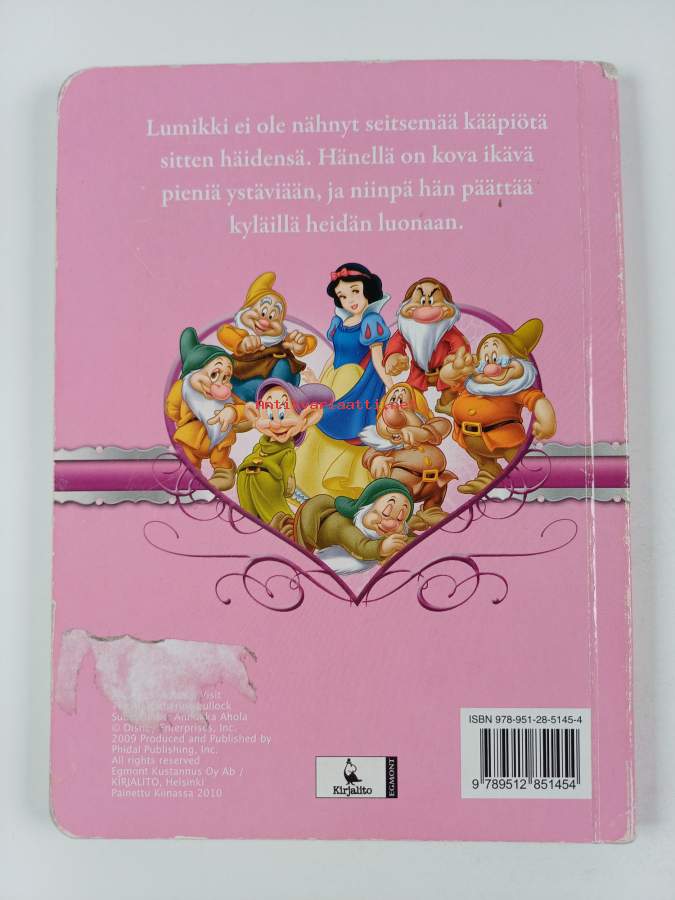 Lumikki ei ole nähnyt seitsemää kääpiötä
sitten häidensä. Hänellä on kova ikävä
pieniä ystäviään, ja niinpä hän päättää
kyläillä heidän luonaan.
Antikvariaatti.net
Visit
Annukka Ahola
© Disney Enterprises, Inc.
2009 Produced and Published by
Phidal Publishing, Inc.
All rights reserved
Egmont Kustannus Oy Ab /
KIRJALITO, Helsinki
Painettu Kiinassa 2010
Kirjalito
EGMONT
ISBN 978-951-28-5145-4
9 789512 851454